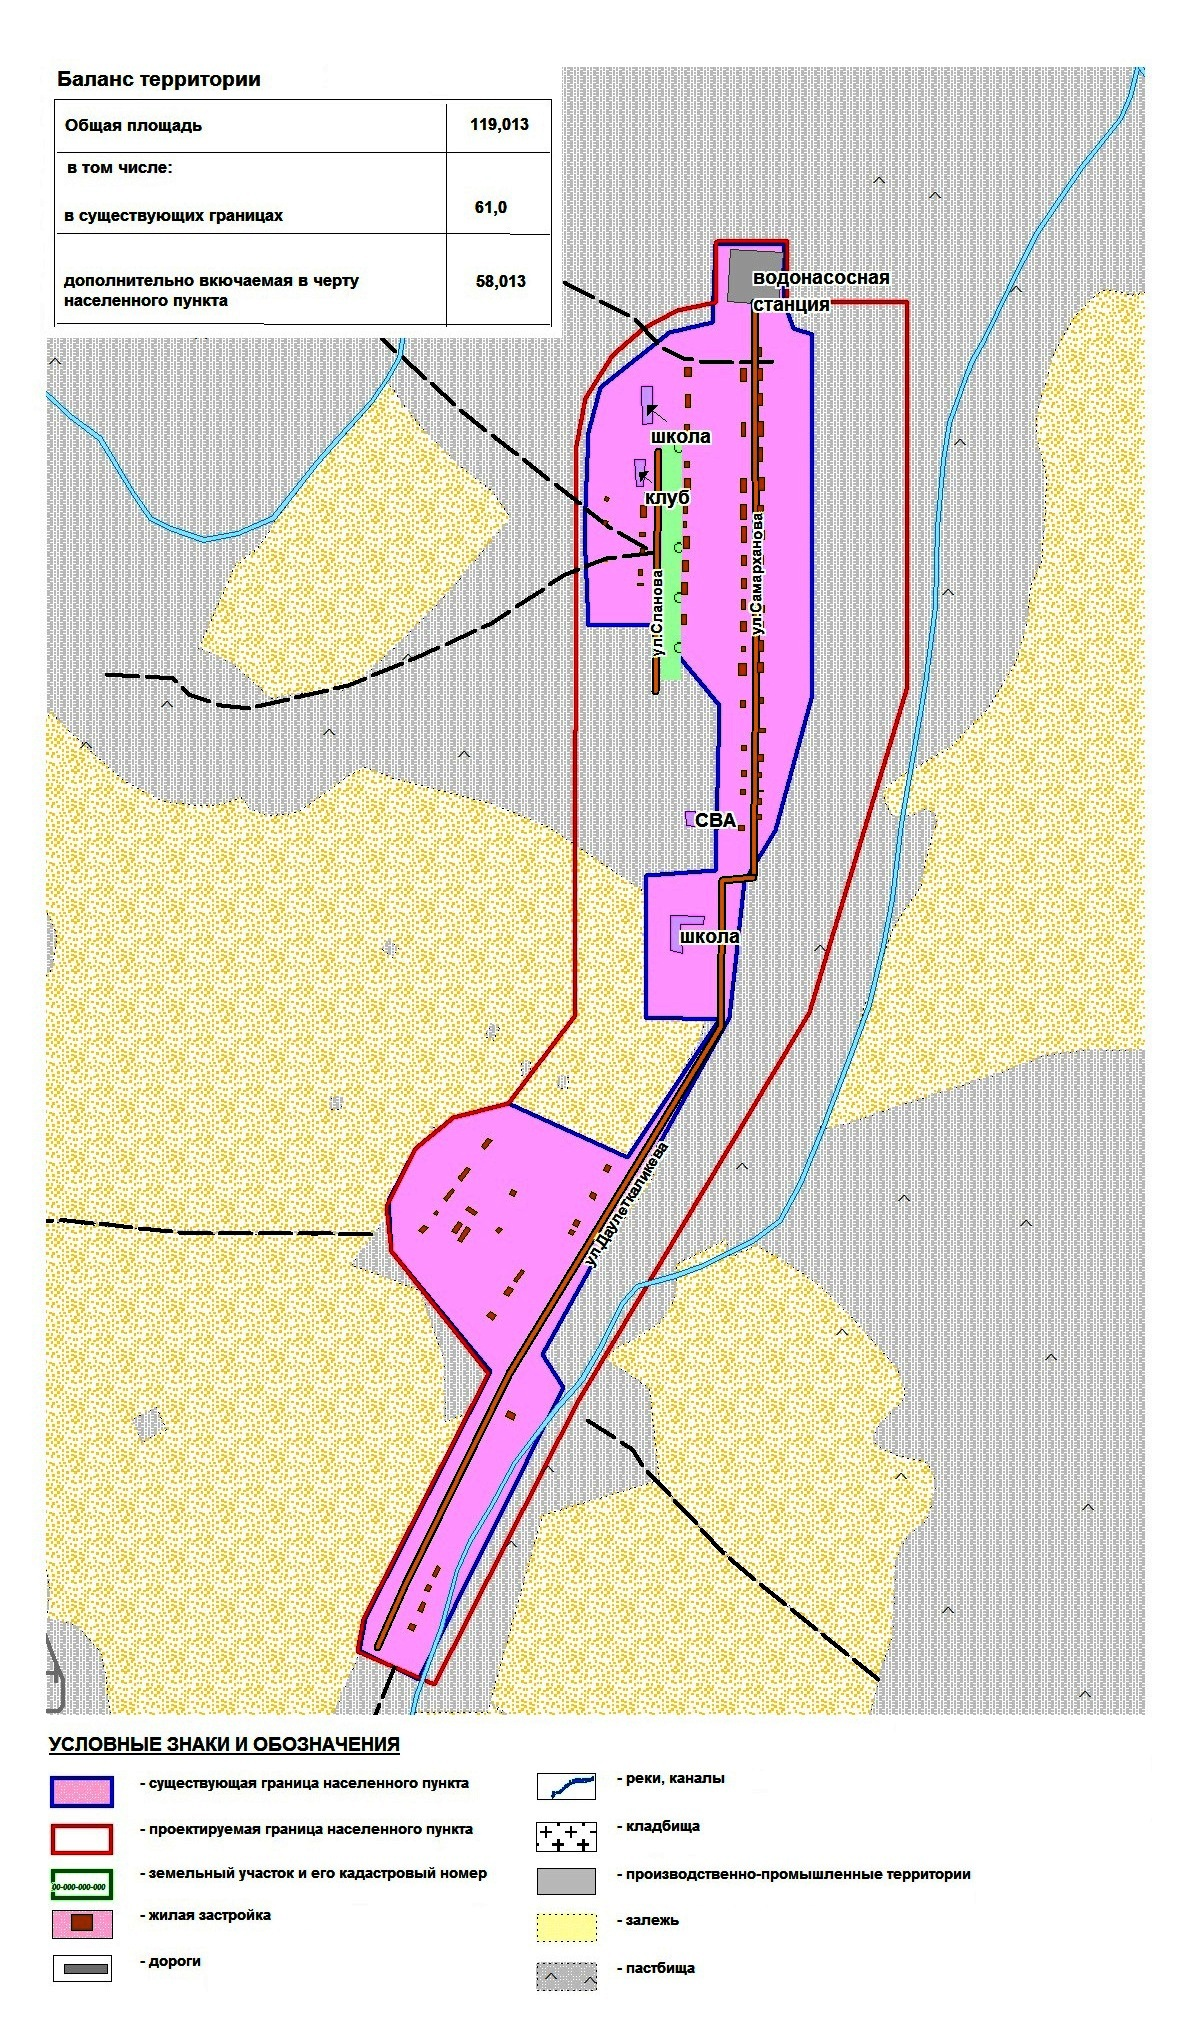 Баланс территории
Общая площадь 119,013
в том числе:
в существующих границах 61,0
дополнительно вкючаемая в черту
населенного пункта 58,013
водонасосная
станция
школа
клуб
ул.Сланова
ул.Самарханова
СВА
школа
ул.Даулеткаликева
УСЛОВНЫЕ ЗНАКИ И ОБОЗНАЧЕНИЯ
- существующая граница населенного пункта
- проектируемая граница населенного пункта
00-000-000-000 - земельный участок и его кадастровый номер
- жилая застройка
- дороги
- реки, каналы
- кладбища
- производственно-промышленные территории
- залежь
- пастбища